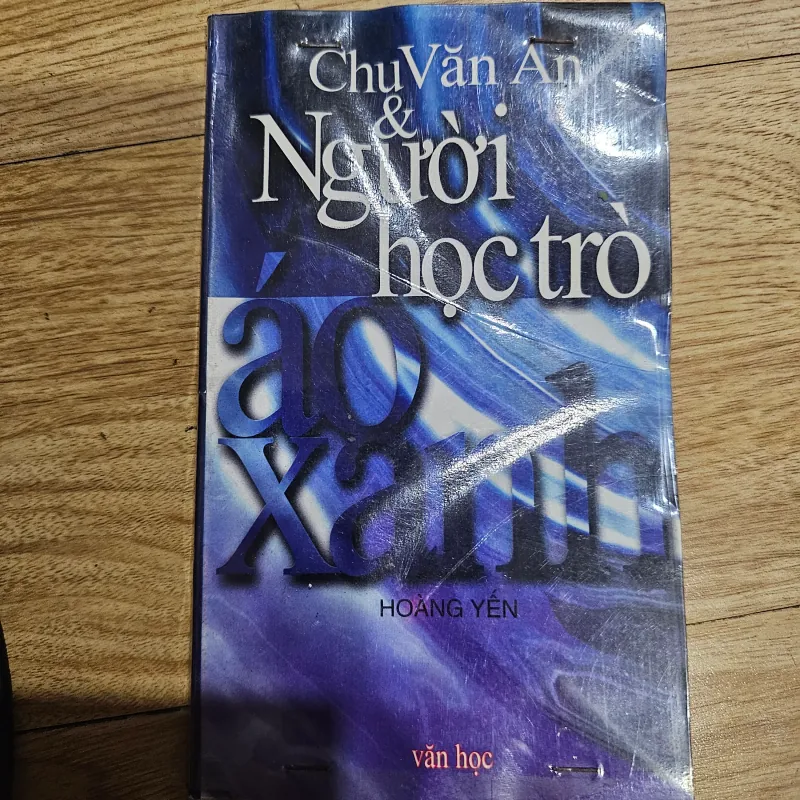 Chu Văn An
&
Người
học trò
áo
xanh
HOÀNG YẾN
văn học